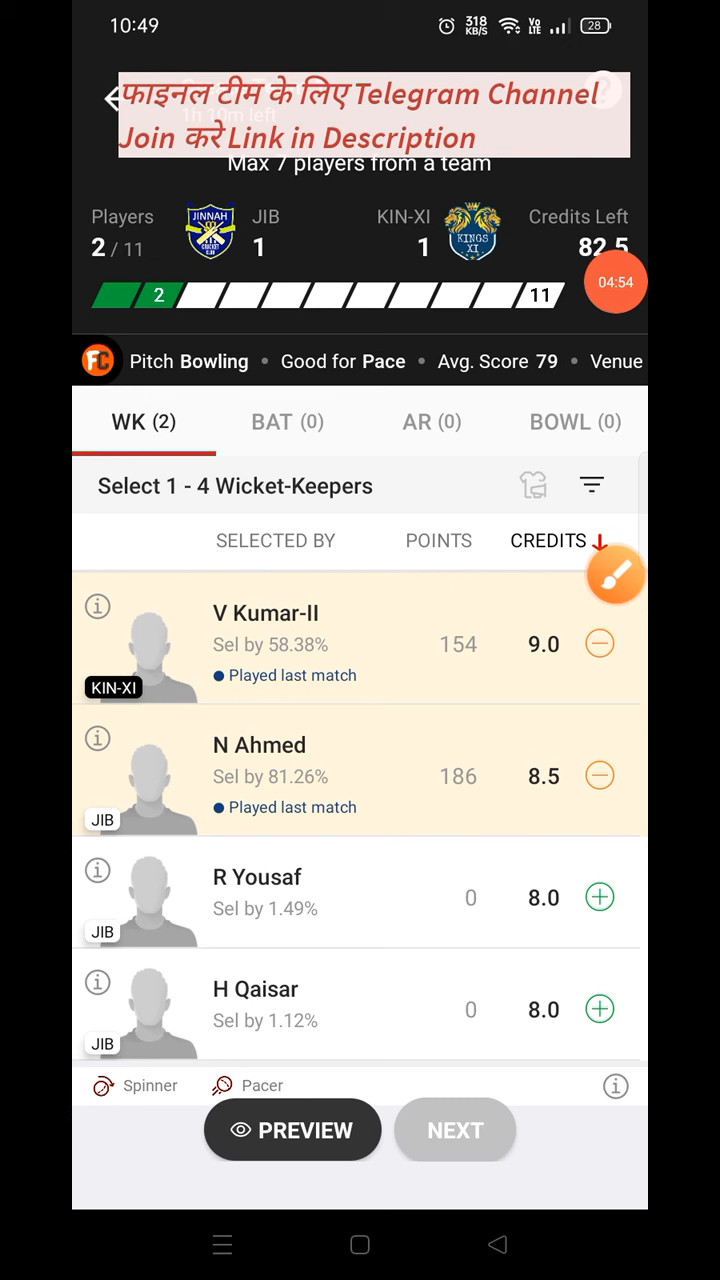 10:49 318 KB/S Vo LTE 28
फाइनल टीम के लिए Telegram Channel
Join करे Link in Description
1h 10m left
Max 7 players from a team
Players JIB KIN-XI Credits Left
2 / 11 JINNAH 1 1 KINGS XI 82.5
2 11 04:54
FC Pitch Bowling • Good for Pace • Avg. Score 79 • Venue
WK (2) BAT (0) AR (0) BOWL (0)
Select 1 - 4 Wicket-Keepers
SELECTED BY POINTS CREDITS
V Kumar-II
Sel by 58.38% 154 9.0
Played last match
KIN-XI
N Ahmed
Sel by 81.26% 186 8.5
Played last match
JIB
R Yousaf
Sel by 1.49% 0 8.0
JIB
H Qaisar
Sel by 1.12% 0 8.0
JIB
Spinner Pacer
PREVIEW NEXT